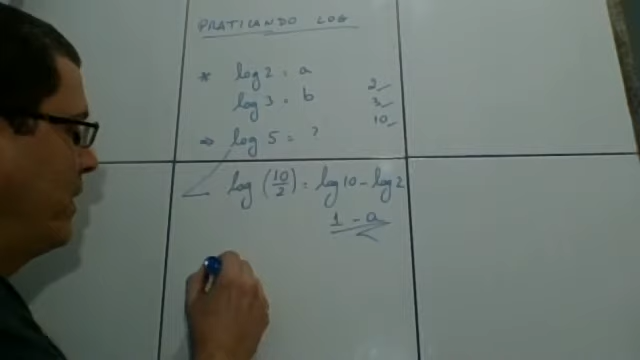 PRATICANDO LOG
* log 2 = a
2
log 3 = b
3
10
⇒ log 5 = ?
log (10/2) = log 10 - log 2
1 - a